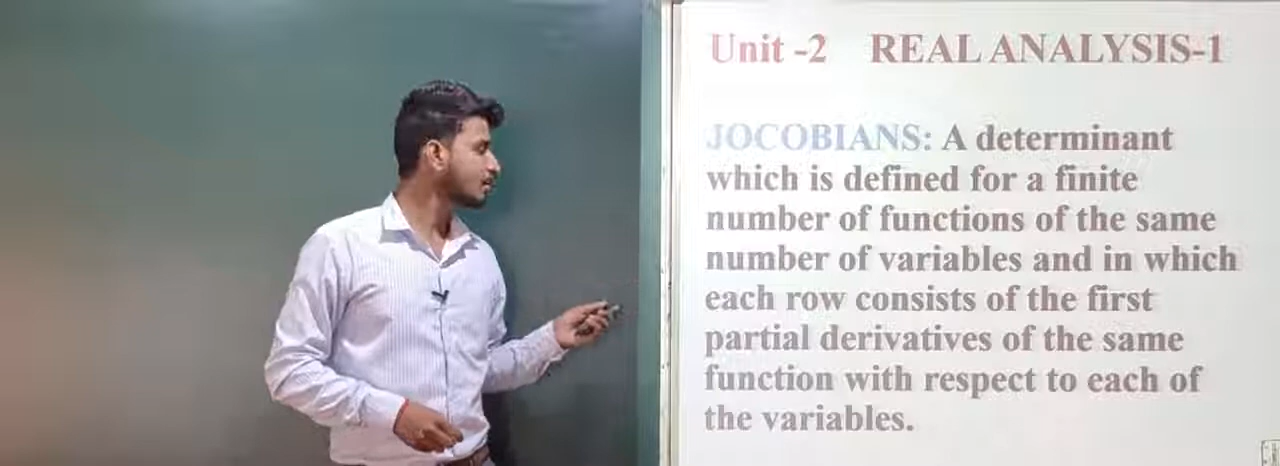 Unit -2 REAL ANALYSIS-1
JOCOBIANS: A determinant
which is defined for a finite
number of functions of the same
number of variables and in which
each row consists of the first
partial derivatives of the same
function with respect to each of
the variables.